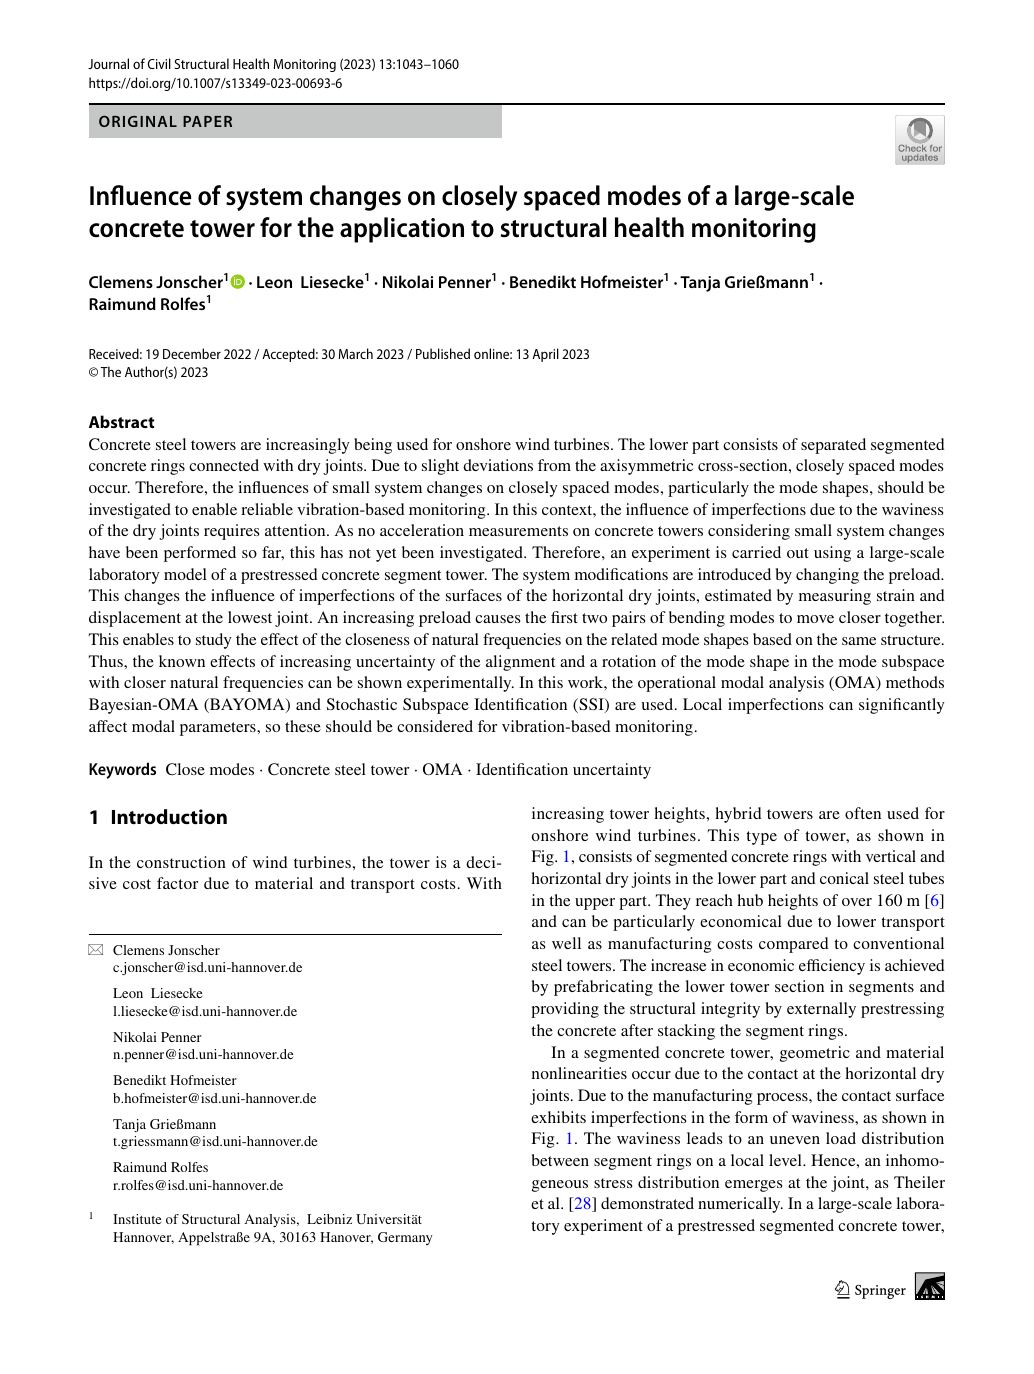 Journal of Civil Structural Health Monitoring (2023) 13:1043–1060
https://doi.org/10.1007/s13349-023-00693-6
ORIGINAL PAPER
Check for
updates
Influence of system changes on closely spaced modes of a large-scale
concrete tower for the application to structural health monitoring
Clemens Jonscher1 · Leon Liesecke1 · Nikolai Penner1 · Benedikt Hofmeister1 · Tanja Grießmann1 ·
Raimund Rolfes1
Received: 19 December 2022 / Accepted: 30 March 2023 / Published online: 13 April 2023
© The Author(s) 2023
Abstract
Concrete steel towers are increasingly being used for onshore wind turbines. The lower part consists of separated segmented
concrete rings connected with dry joints. Due to slight deviations from the axisymmetric cross-section, closely spaced modes
occur. Therefore, the influences of small system changes on closely spaced modes, particularly the mode shapes, should be
investigated to enable reliable vibration-based monitoring. In this context, the influence of imperfections due to the waviness
of the dry joints requires attention. As no acceleration measurements on concrete towers considering small system changes
have been performed so far, this has not yet been investigated. Therefore, an experiment is carried out using a large-scale
laboratory model of a prestressed concrete segment tower. The system modifications are introduced by changing the preload.
This changes the influence of imperfections of the surfaces of the horizontal dry joints, estimated by measuring strain and
displacement at the lowest joint. An increasing preload causes the first two pairs of bending modes to move closer together.
This enables to study the effect of the closeness of natural frequencies on the related mode shapes based on the same structure.
Thus, the known effects of increasing uncertainty of the alignment and a rotation of the mode shape in the mode subspace
with closer natural frequencies can be shown experimentally. In this work, the operational modal analysis (OMA) methods
Bayesian-OMA (BAYOMA) and Stochastic Subspace Identification (SSI) are used. Local imperfections can significantly
affect modal parameters, so these should be considered for vibration-based monitoring.
Keywords Close modes · Concrete steel tower · OMA · Identification uncertainty
1 Introduction
In the construction of wind turbines, the tower is a deci-
sive cost factor due to material and transport costs. With
Clemens Jonscher
c.jonscher@isd.uni-hannover.de
Leon Liesecke
l.liesecke@isd.uni-hannover.de
Nikolai Penner
n.penner@isd.uni-hannover.de
Benedikt Hofmeister
b.hofmeister@isd.uni-hannover.de
Tanja Grießmann
t.griessmann@isd.uni-hannover.de
Raimund Rolfes
r.rolfes@isd.uni-hannover.de
1 Institute of Structural Analysis, Leibniz Universität
Hannover, Appelstraße 9A, 30163 Hanover, Germany
increasing tower heights, hybrid towers are often used for
onshore wind turbines. This type of tower, as shown in
Fig. 1, consists of segmented concrete rings with vertical and
horizontal dry joints in the lower part and conical steel tubes
in the upper part. They reach hub heights of over 160 m [6]
and can be particularly economical due to lower transport
as well as manufacturing costs compared to conventional
steel towers. The increase in economic efficiency is achieved
by prefabricating the lower tower section in segments and
providing the structural integrity by externally prestressing
the concrete after stacking the segment rings.
In a segmented concrete tower, geometric and material
nonlinearities occur due to the contact at the horizontal dry
joints. Due to the manufacturing process, the contact surface
exhibits imperfections in the form of waviness, as shown in
Fig. 1. The waviness leads to an uneven load distribution
between segment rings on a local level. Hence, an inhomo-
geneous stress distribution emerges at the joint, as Theiler
et al. [28] demonstrated numerically. In a large-scale labora-
tory experiment of a prestressed segmented concrete tower,
Springer